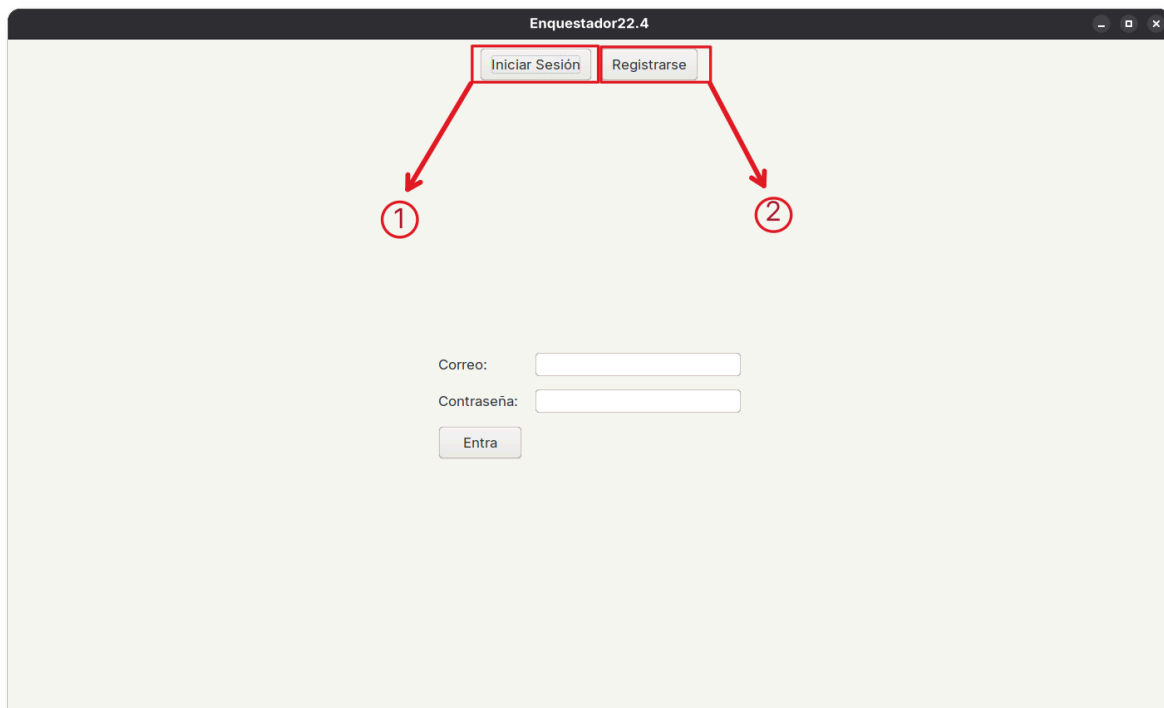 Enquestador22.4
Iniciar Sesión Registrarse
1 2
Correo:
Contraseña:
Entra